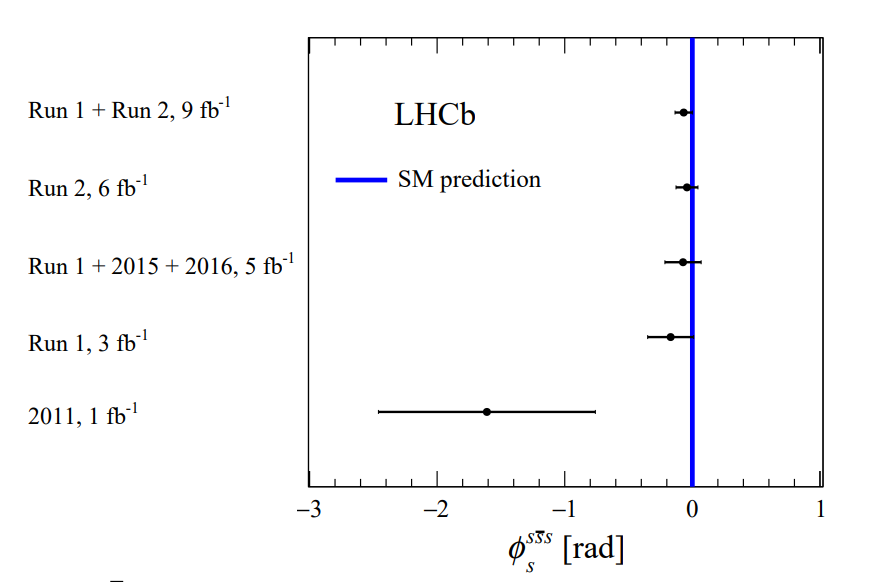 Run 1 + Run 2, 9 fb⁻¹
LHCb
SM prediction
Run 2, 6 fb⁻¹
Run 1 + 2015 + 2016, 5 fb⁻¹
Run 1, 3 fb⁻¹
2011, 1 fb⁻¹
−3 −2 −1 0 1
ϕₛ^{ss̅s} [rad]